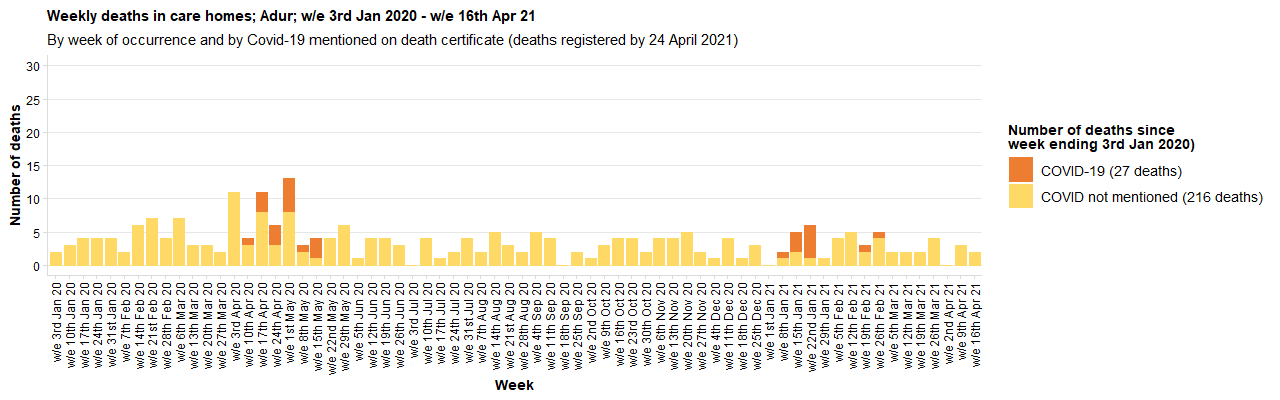 Weekly deaths in care homes; Adur; w/e 3rd Jan 2020 - w/e 16th Apr 21
By week of occurrence and by Covid-19 mentioned on death certificate (deaths registered by 24 April 2021)
Number of deaths
30
25
20
15
10
5
0
w/e 3rd Jan 20
w/e 10th Jan 20
w/e 17th Jan 20
w/e 24th Jan 20
w/e 31st Jan 20
w/e 7th Feb 20
w/e 14th Feb 20
w/e 21st Feb 20
w/e 28th Feb 20
w/e 6th Mar 20
w/e 13th Mar 20
w/e 20th Mar 20
w/e 27th Mar 20
w/e 3rd Apr 20
w/e 10th Apr 20
w/e 17th Apr 20
w/e 24th Apr 20
w/e 1st May 20
w/e 8th May 20
w/e 15th May 20
w/e 22nd May 20
w/e 29th May 20
w/e 5th Jun 20
w/e 12th Jun 20
w/e 19th Jun 20
w/e 26th Jun 20
w/e 3rd Jul 20
w/e 10th Jul 20
w/e 17th Jul 20
w/e 24th Jul 20
w/e 31st Jul 20
w/e 7th Aug 20
w/e 14th Aug 20
w/e 21st Aug 20
w/e 28th Aug 20
w/e 4th Sep 20
w/e 11th Sep 20
w/e 18th Sep 20
w/e 25th Sep 20
w/e 2nd Oct 20
w/e 9th Oct 20
w/e 16th Oct 20
w/e 23rd Oct 20
w/e 30th Oct 20
w/e 6th Nov 20
w/e 13th Nov 20
w/e 20th Nov 20
w/e 27th Nov 20
w/e 4th Dec 20
w/e 11th Dec 20
w/e 18th Dec 20
w/e 25th Dec 20
w/e 1st Jan 21
w/e 8th Jan 21
w/e 15th Jan 21
w/e 22nd Jan 21
w/e 29th Jan 21
w/e 5th Feb 21
w/e 12th Feb 21
w/e 19th Feb 21
w/e 26th Feb 21
w/e 5th Mar 21
w/e 12th Mar 21
w/e 19th Mar 21
w/e 26th Mar 21
w/e 2nd Apr 21
w/e 9th Apr 21
w/e 16th Apr 21
Week
Number of deaths since
week ending 3rd Jan 2020)
COVID-19 (27 deaths)
COVID not mentioned (216 deaths)